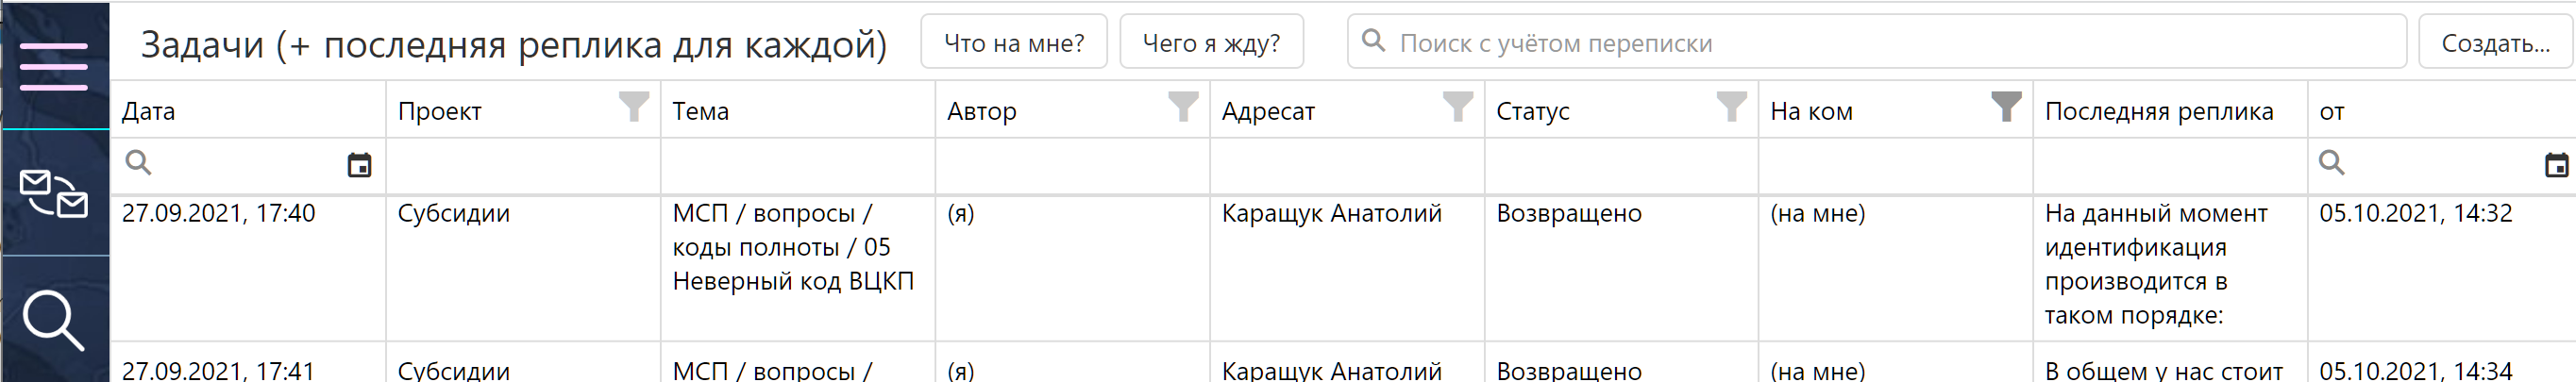 Задачи (+ последняя реплика для каждой) Что на мне? Чего я жду? Поиск с учётом переписки Создать...
Дата Проект Тема Автор Адресат Статус На ком Последняя реплика от
27.09.2021, 17:40 Субсидии МСП / вопросы / (я) Каращук Анатолий Возвращено (на мне) На данный момент 05.10.2021, 14:32
коды полноты / 05 идентификация
Неверный код ВЦКП производится в
таком порядке:
27.09.2021, 17:41 Субсидии МСП / вопросы / (я) Каращук Анатолий Возвращено (на мне) В общем у нас стоит 05.10.2021, 14:34